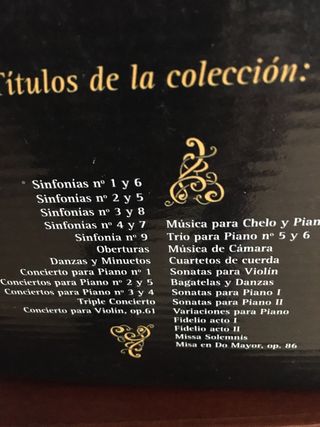 Títulos de la colección:
Sinfonías nº 1 y 6
Sinfonías nº 2 y 5
Sinfonías nº 3 y 8
Sinfonías nº 4 y 7
Sinfonía nº 9
Oberturas
Danzas y Minuetos
Concierto para Piano nº 1
Conciertos para Piano nº 2 y 5
Conciertos para Piano nº 3 y 4
Triple Concierto
Concierto para Violin, op.61
Música para Chelo y Pian
Trio para Piano nº 5 y 6
Música de Cámara
Cuartetos de cuerda
Sonatas para Violín
Bagatelas y Danzas
Sonatas para Piano I
Sonatas para Piano II
Variaciones para Piano
Fidelio acto I
Fidelio acto II
Missa Solemnis
Misa en Do Mayor, op. 86